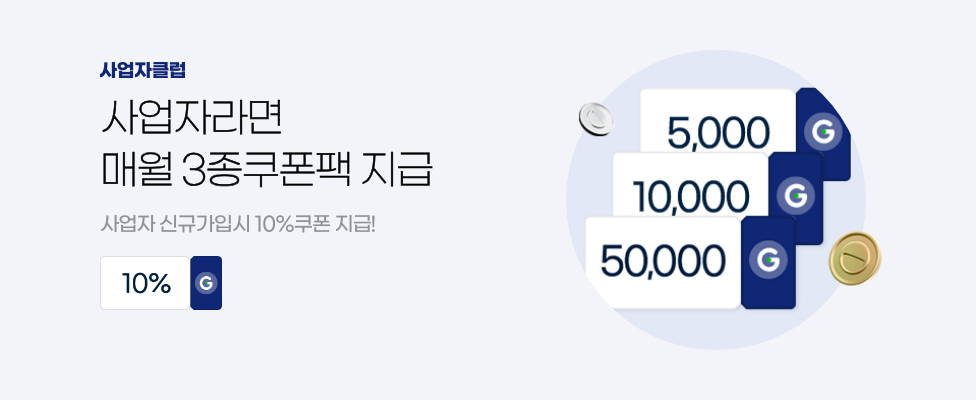 사업자클럽
사업자라면
매월 3종쿠폰팩 지급
사업자 신규가입시 10%쿠폰 지급!
10% G
5,000 G
10,000 G
50,000 G